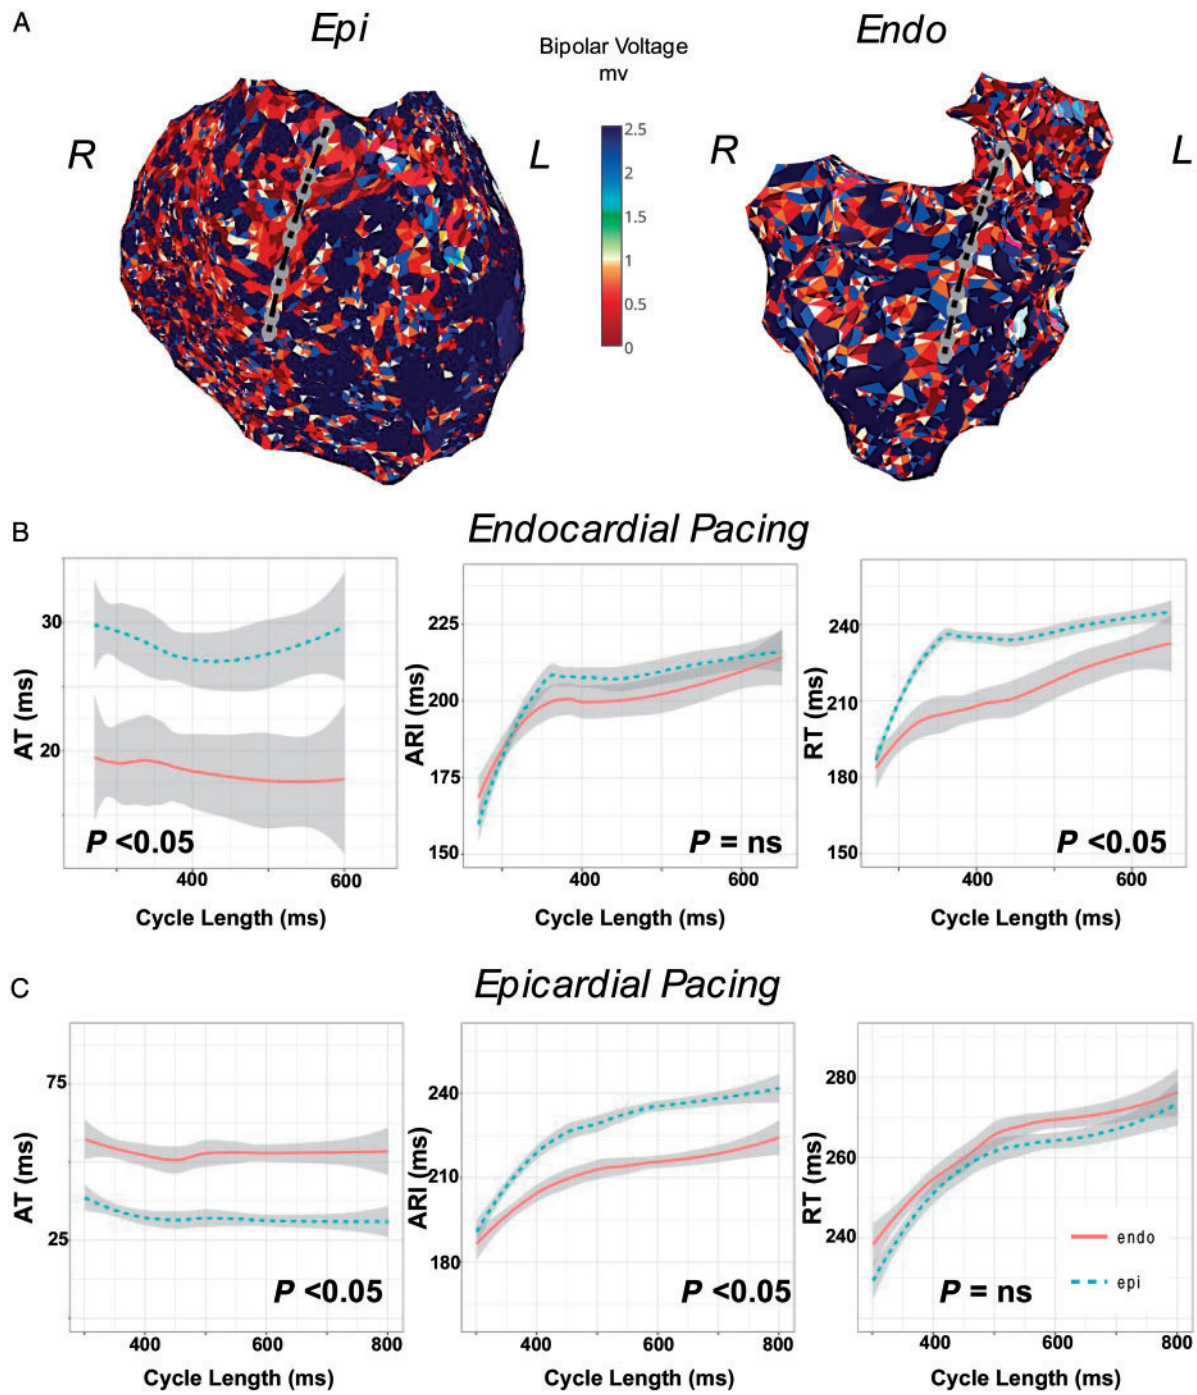 A
Epi
Endo
Bipolar Voltage
mv
R
L
R
L
2.5
2
1.5
1
0.5
0
B
Endocardial Pacing
AT (ms)
30
20
P <0.05
400
600
Cycle Length (ms)
ARI (ms)
225
200
175
150
P = ns
400
600
Cycle Length (ms)
RT (ms)
240
210
180
150
P <0.05
400
600
Cycle Length (ms)
C
Epicardial Pacing
AT (ms)
75
25
P <0.05
400
600
800
Cycle Length (ms)
ARI (ms)
240
210
180
P <0.05
400
600
800
Cycle Length (ms)
RT (ms)
280
260
240
endo
epi
P = ns
400
600
800
Cycle Length (ms)